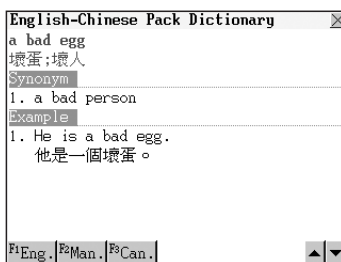 English-Chinese Pack Dictionary
a bad egg
壞蛋;壞人
Synonym
1. a bad person
Example
1. He is a bad egg.
他是一個壞蛋。
F1Eng. F2Man. F3Can.